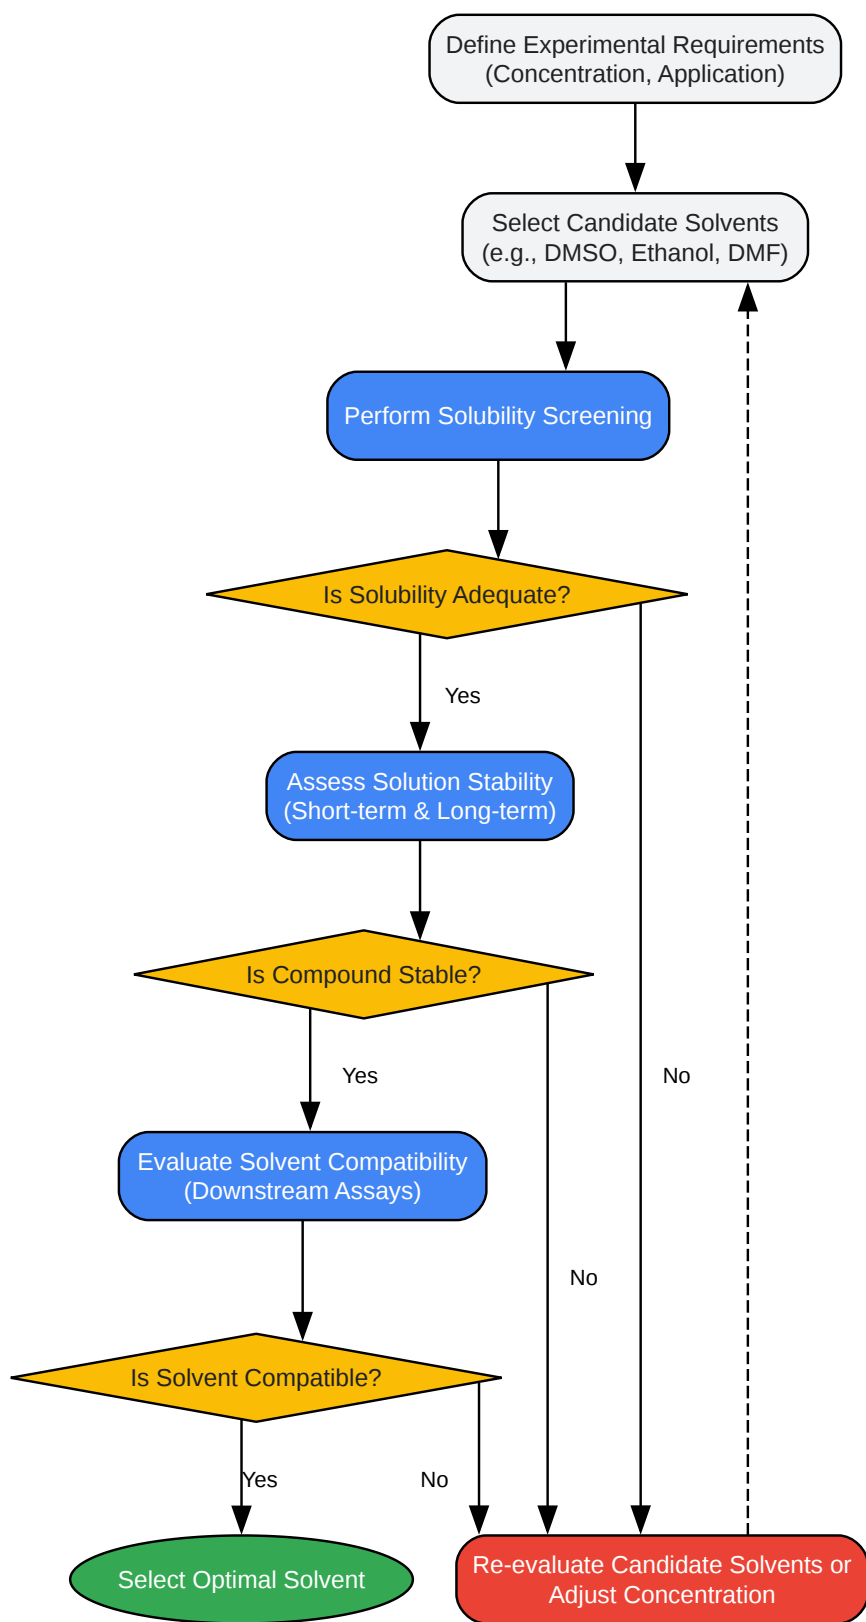 Define Experimental Requirements
(Concentration, Application)
Select Candidate Solvents
(e.g., DMSO, Ethanol, DMF)
Perform Solubility Screening
Is Solubility Adequate?
Yes
Assess Solution Stability
(Short-term & Long-term)
Is Compound Stable?
Yes
No
Evaluate Solvent Compatibility
(Downstream Assays)
No
Is Solvent Compatible?
Yes
No
Select Optimal Solvent
Re-evaluate Candidate Solvents or
Adjust Concentration